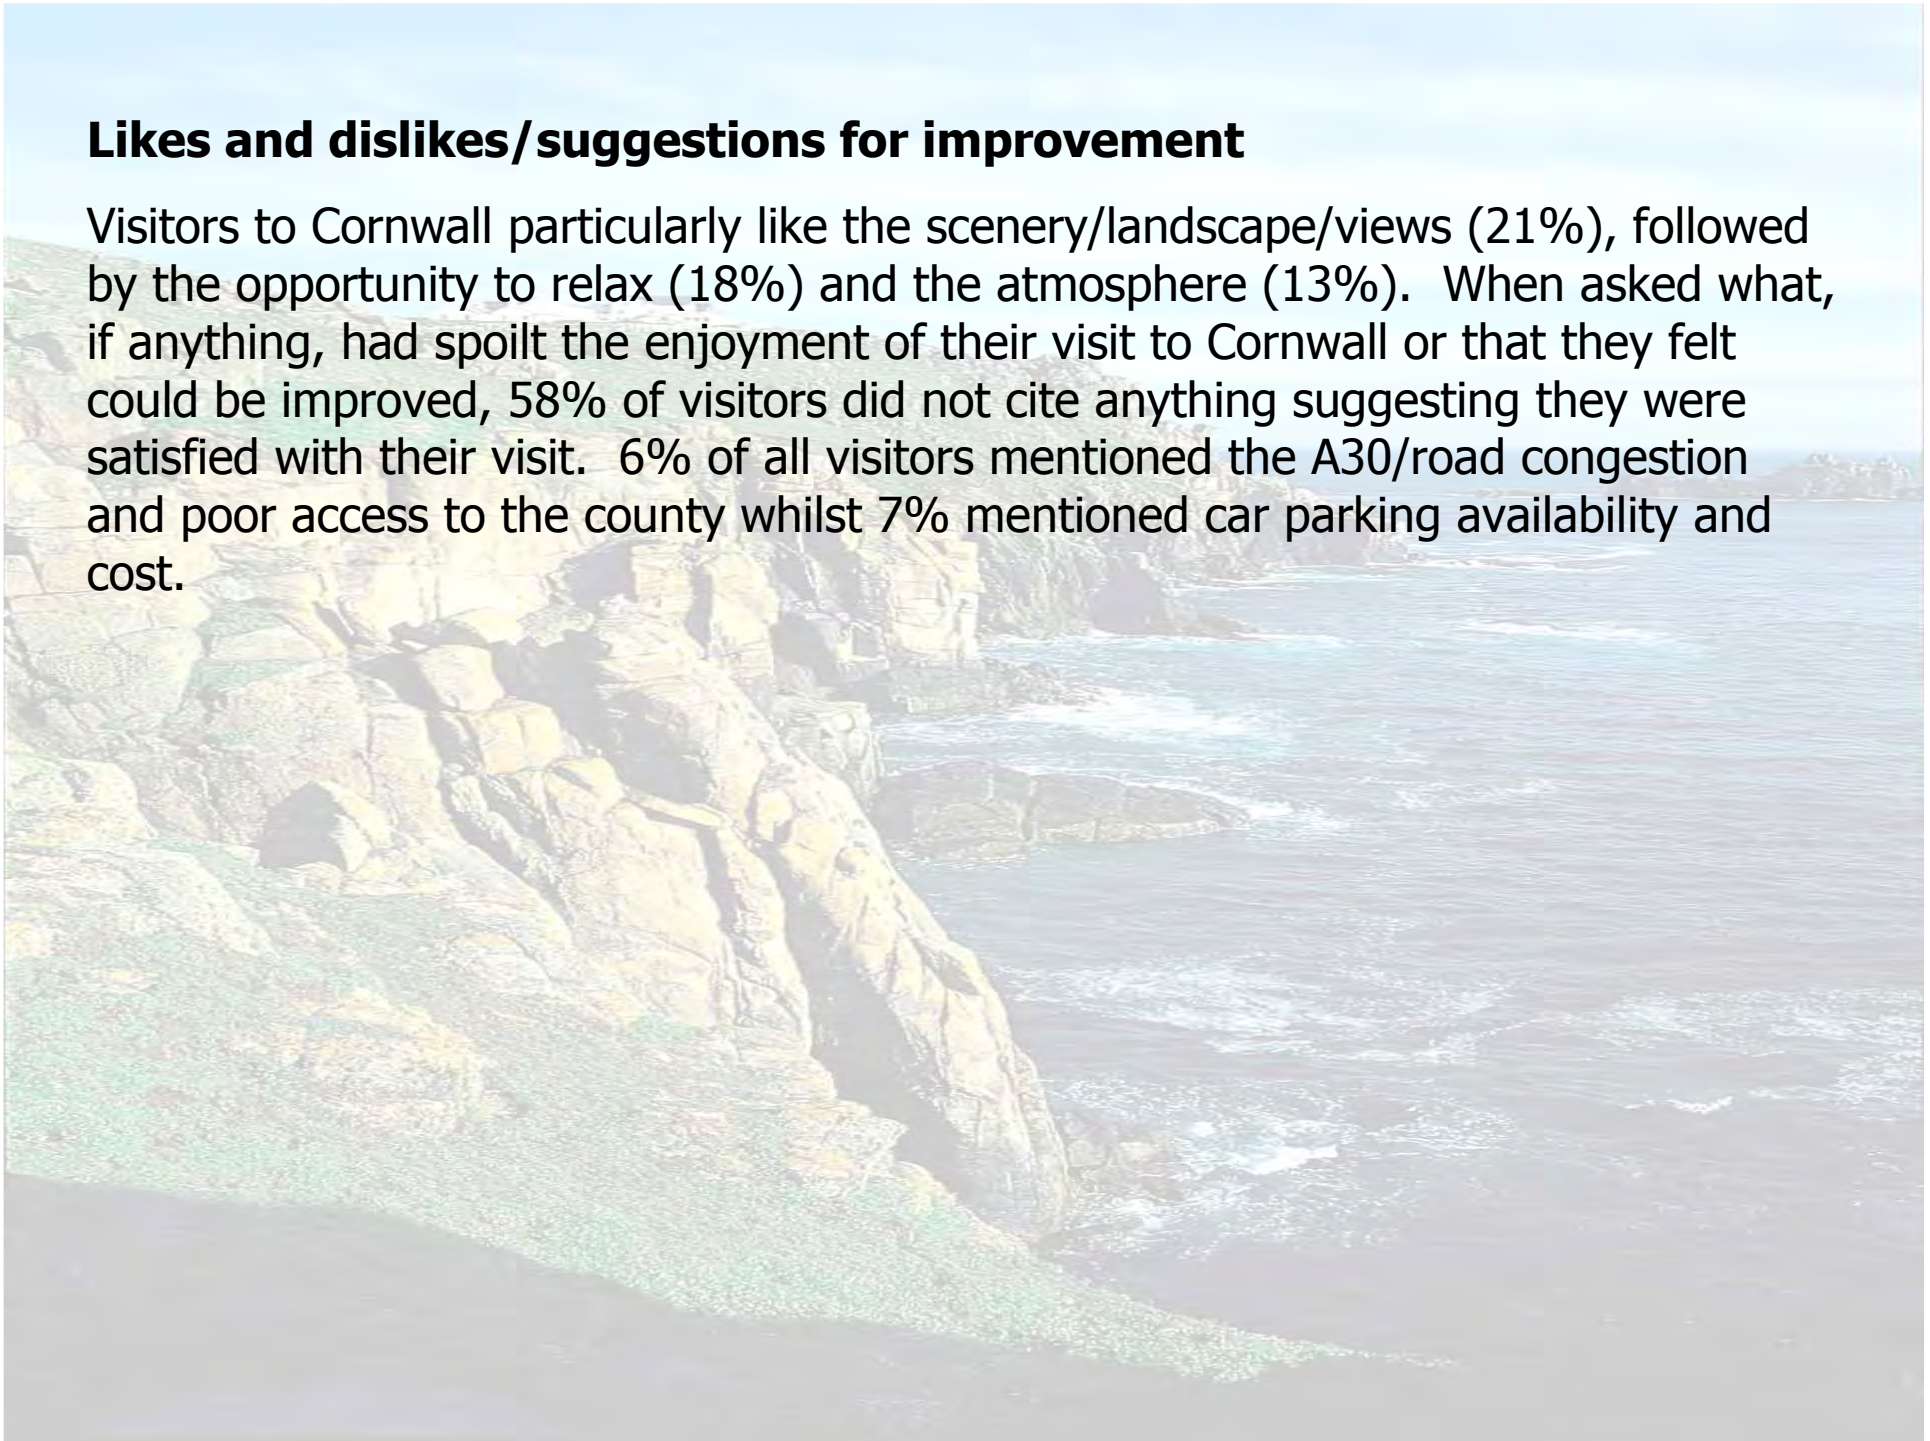 Likes and dislikes/suggestions for improvement
Visitors to Cornwall particularly like the scenery/landscape/views (21%), followed
by the opportunity to relax (18%) and the atmosphere (13%).  When asked what,
if anything, had spoilt the enjoyment of their visit to Cornwall or that they felt
could be improved, 58% of visitors did not cite anything suggesting they were
satisfied with their visit.  6% of all visitors mentioned the A30/road congestion
and poor access to the county whilst 7% mentioned car parking availability and
cost.